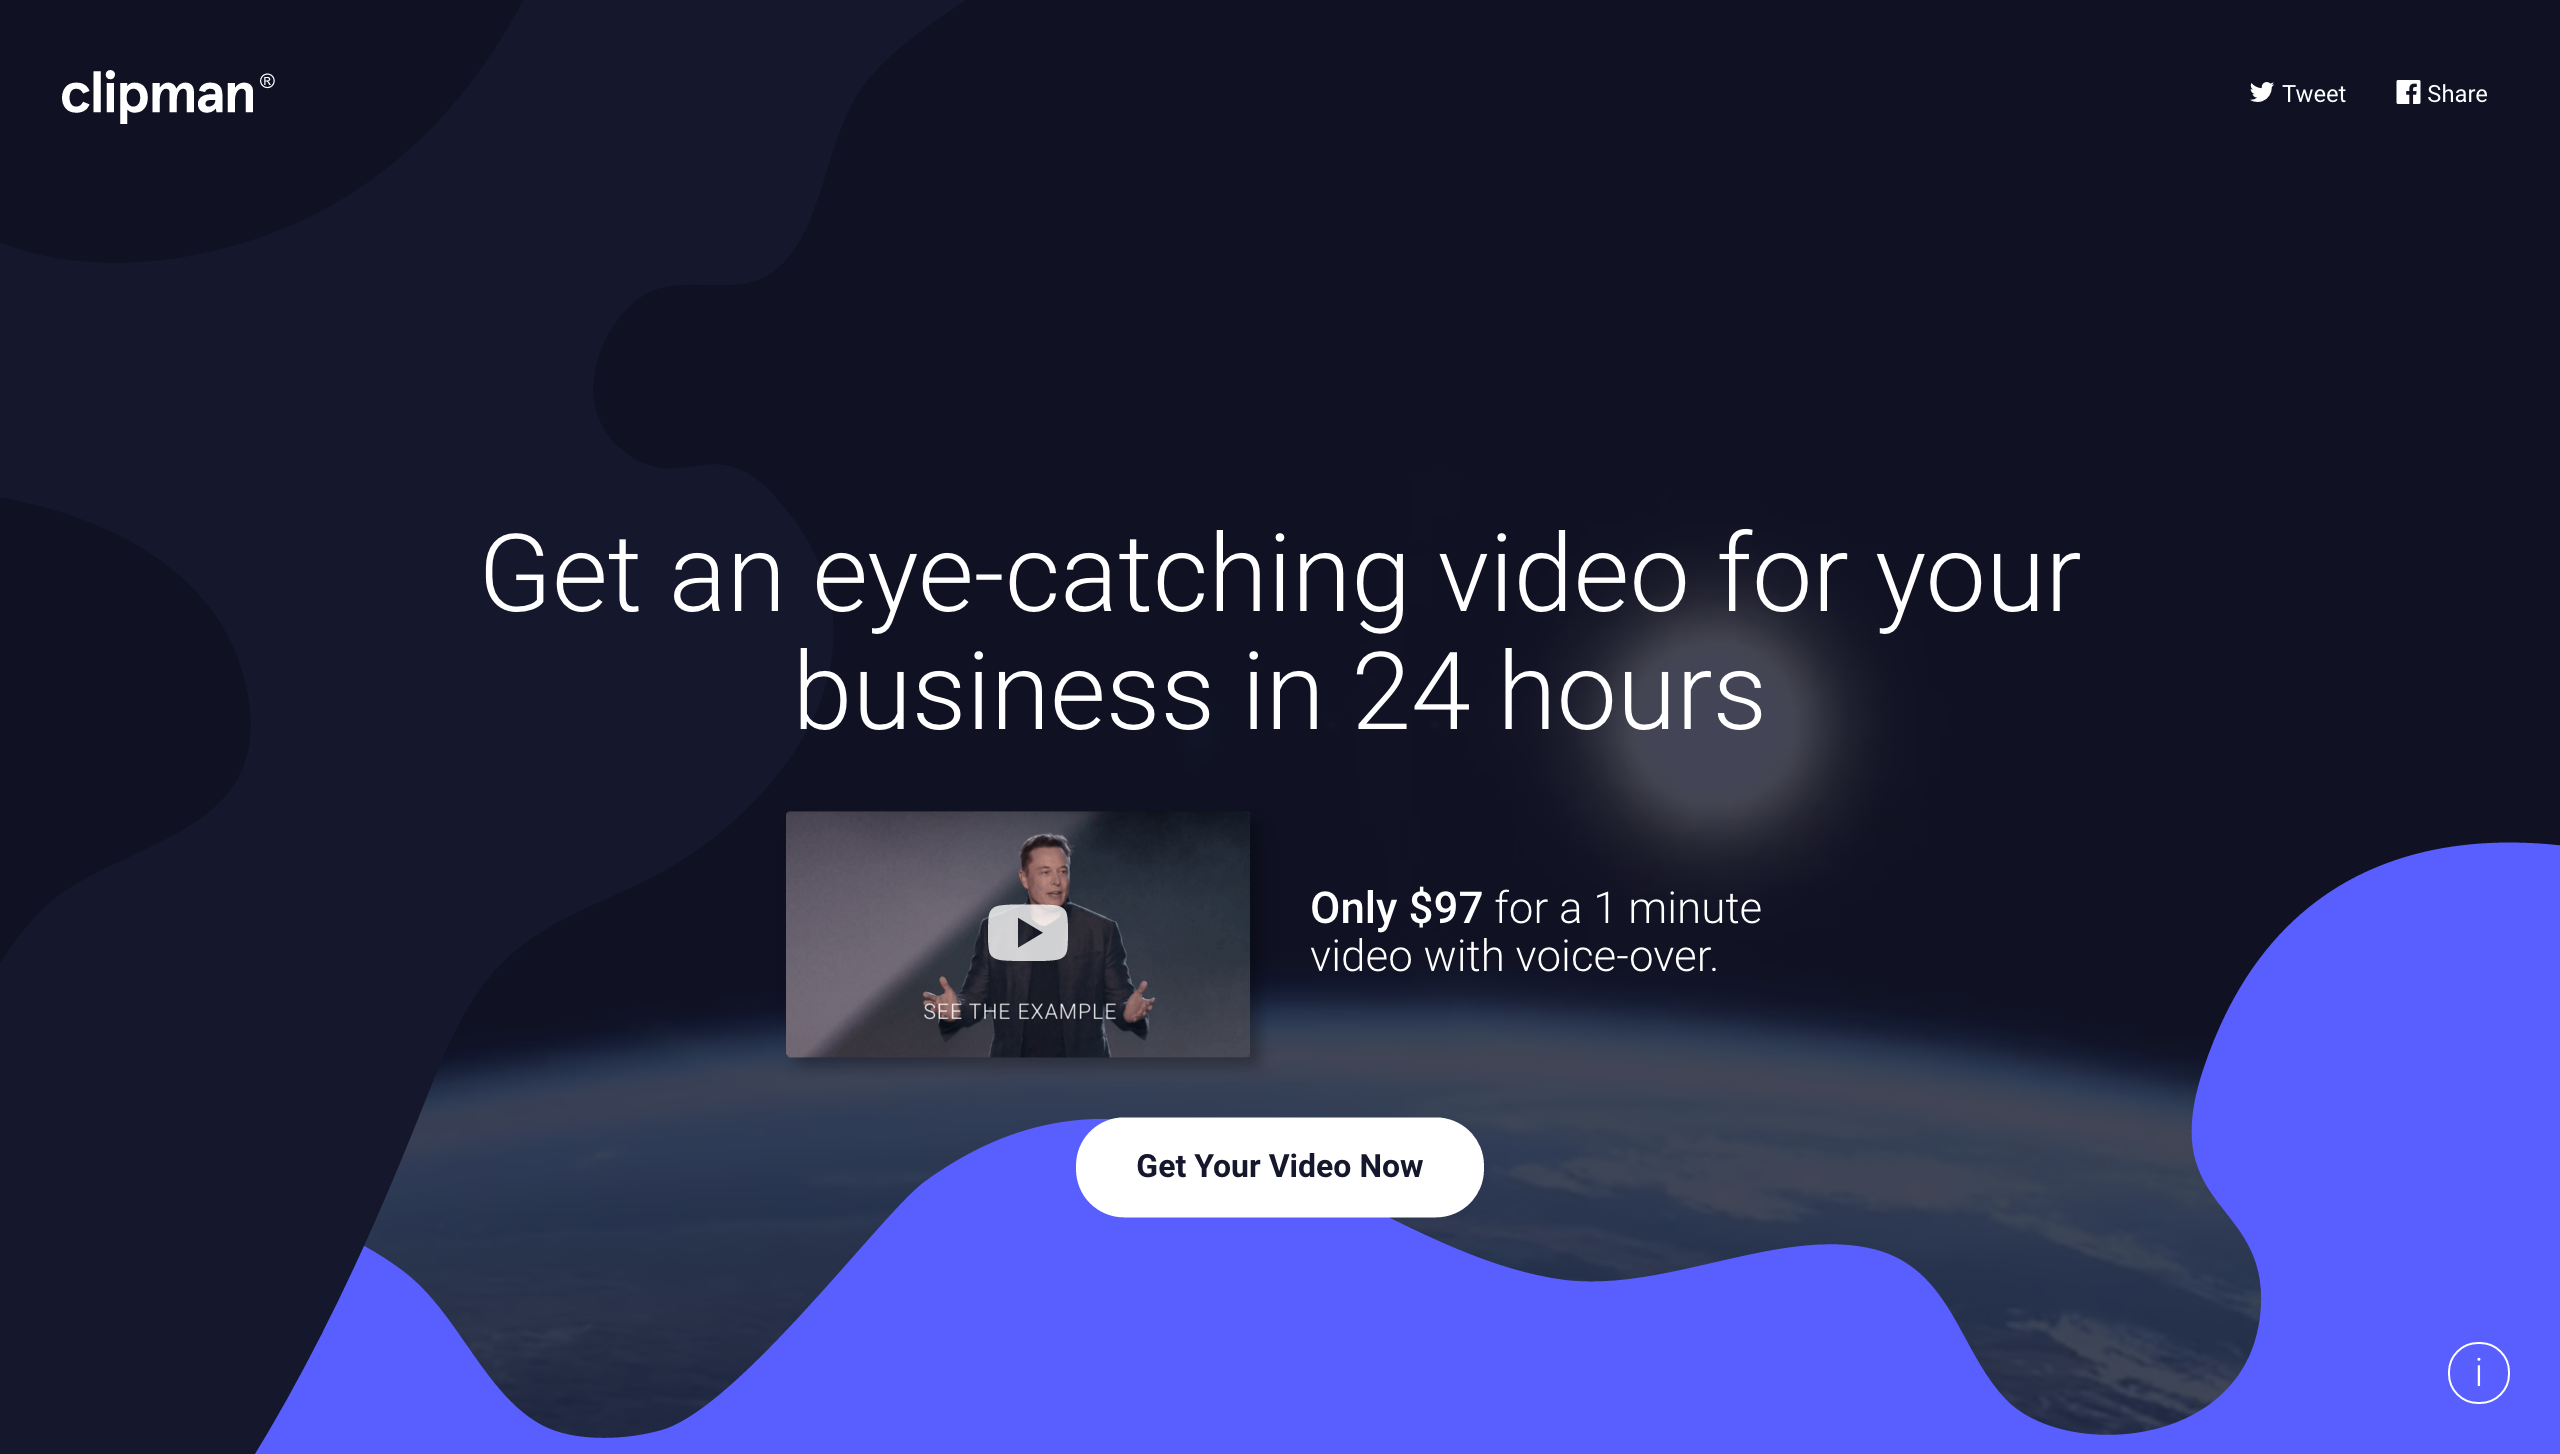 clipman®
Tweet
Share
Get an eye-catching video for your
business in 24 hours
SEE THE EXAMPLE
Only $97 for a 1 minute
video with voice-over.
Get Your Video Now
i